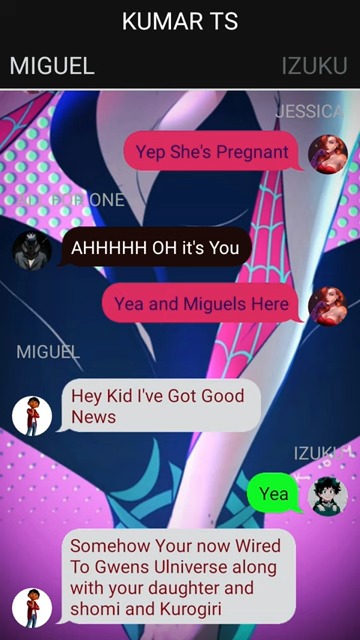 KUMAR TS
MIGUEL
IZUKU
JESSICA
Yep She's Pregnant
ONE
AHHHHH OH it's You
Yea and Miguels Here
MIGUEL
Hey Kid I've Got Good
News
IZUKU
Yea
Somehow Your now Wired
To Gwens UIniverse along
with your daughter and
shomi and Kurogiri